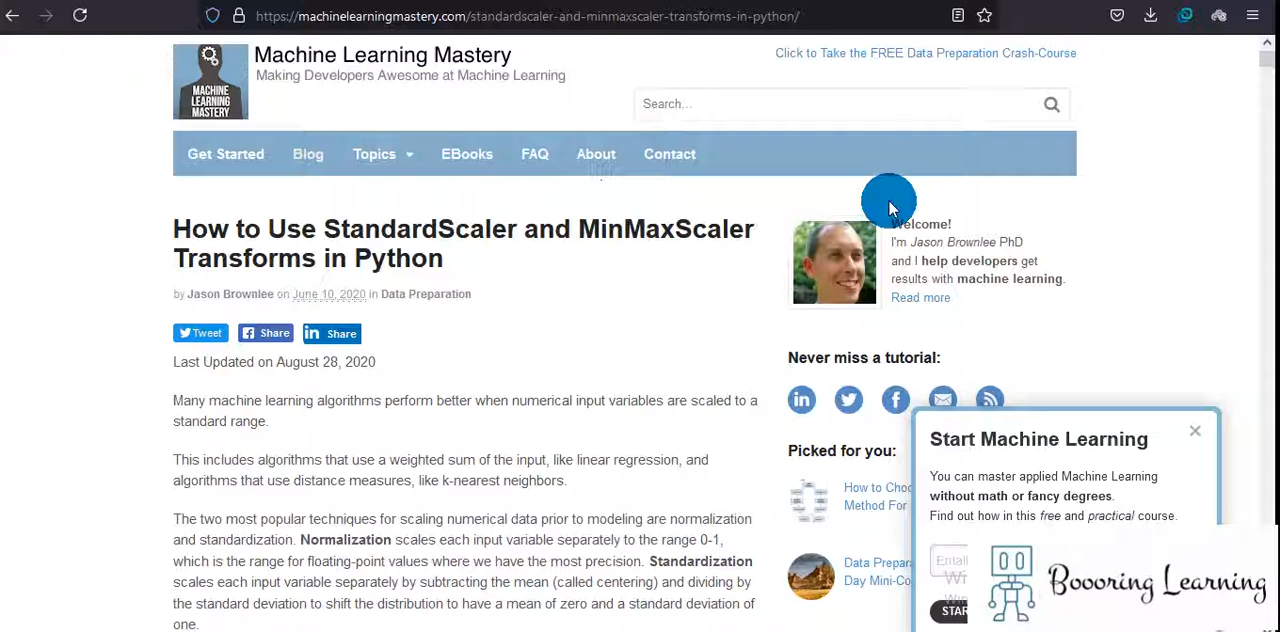 https://machinelearningmastery.com/standardscaler-and-minmaxscaler-transforms-in-python/
MACHINE
LEARNING
MASTERY
Machine Learning Mastery
Making Developers Awesome at Machine Learning
Click to Take the FREE Data Preparation Crash-Course
Search...
Get Started Blog Topics EBooks FAQ About Contact
How to Use StandardScaler and MinMaxScaler
Transforms in Python
by Jason Brownlee on June 10, 2020 in Data Preparation
Tweet Share Share
Last Updated on August 28, 2020
Many machine learning algorithms perform better when numerical input variables are scaled to a
standard range.
This includes algorithms that use a weighted sum of the input, like linear regression, and
algorithms that use distance measures, like k-nearest neighbors.
The two most popular techniques for scaling numerical data prior to modeling are normalization
and standardization. Normalization scales each input variable separately to the range 0-1,
which is the range for floating-point values where we have the most precision. Standardization
scales each input variable separately by subtracting the mean (called centering) and dividing by
the standard deviation to shift the distribution to have a mean of zero and a standard deviation of
one.
Welcome!
I'm Jason Brownlee PhD
and I help developers get
results with machine learning.
Read more
Never miss a tutorial:
Picked for you:
How to Choo
Method For
Data Prepara
Day Mini-Co
Start Machine Learning
You can master applied Machine Learning
without math or fancy degrees.
Find out how in this free and practical course.
Email
STAR
Boooring Learning